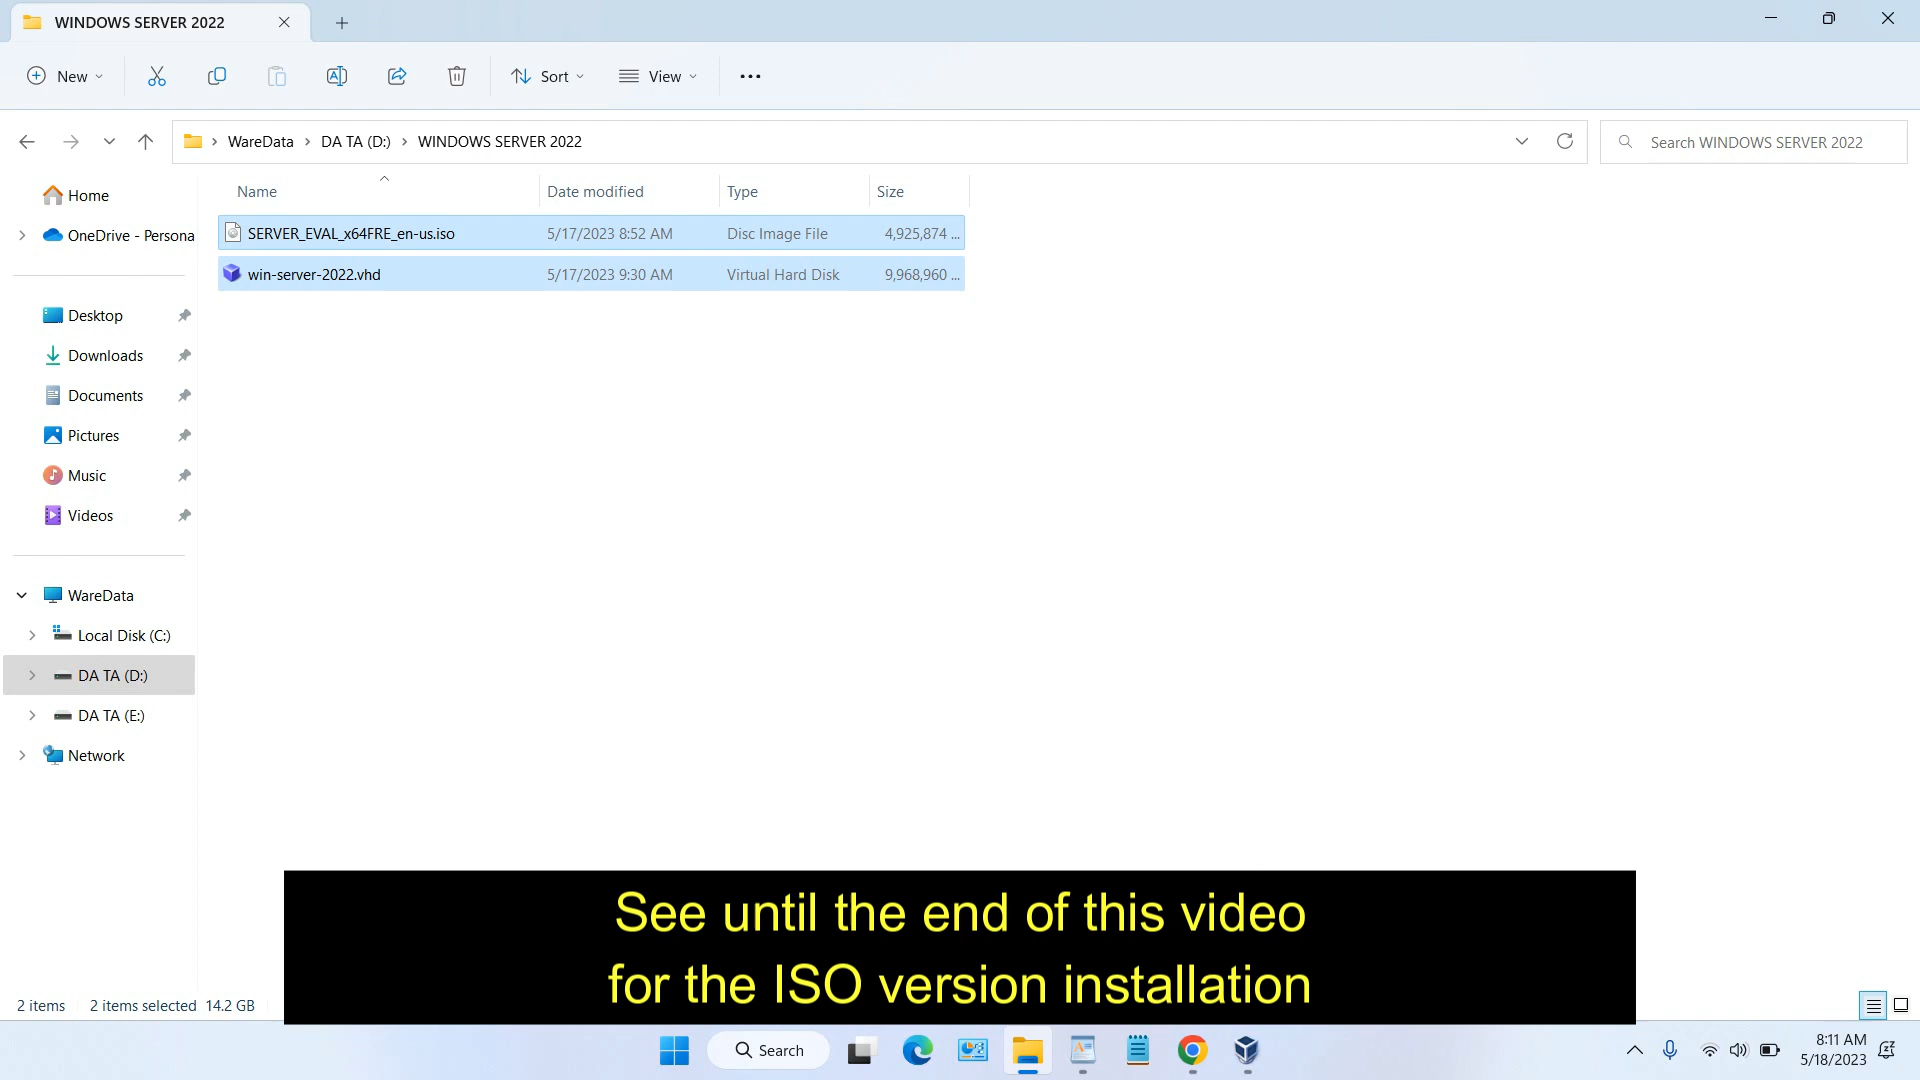 WINDOWS SERVER 2022
New
Sort
View
WareData
DA TA (D:)
WINDOWS SERVER 2022
Search WINDOWS SERVER 2022
Name
Date modified
Type
Size
SERVER_EVAL_x64FRE_en-us.iso
5/17/2023 8:52 AM
Disc Image File
4,925,874 ...
win-server-2022.vhd
5/17/2023 9:30 AM
Virtual Hard Disk
9,968,960 ...
Home
OneDrive - Persona
Desktop
Downloads
Documents
Pictures
Music
Videos
WareData
Local Disk (C:)
DA TA (D:)
DA TA (E:)
Network
See until the end of this video
for the ISO version installation
2 items
2 items selected 14.2 GB
Search
8:11 AM
5/18/2023